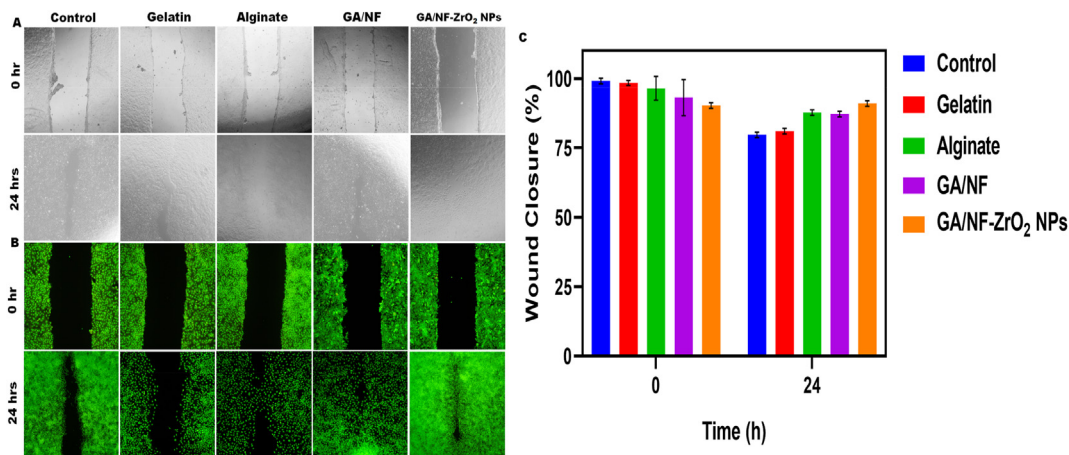 A
Control
Gelatin
Alginate
GA/NF
GA/NF-ZrO₂ NPs
0 hr
24 hrs
B
0 hr
24 hrs
c
Wound Closure (%)
100
75
50
25
0
0
24
Time (h)
Control
Gelatin
Alginate
GA/NF
GA/NF-ZrO₂ NPs